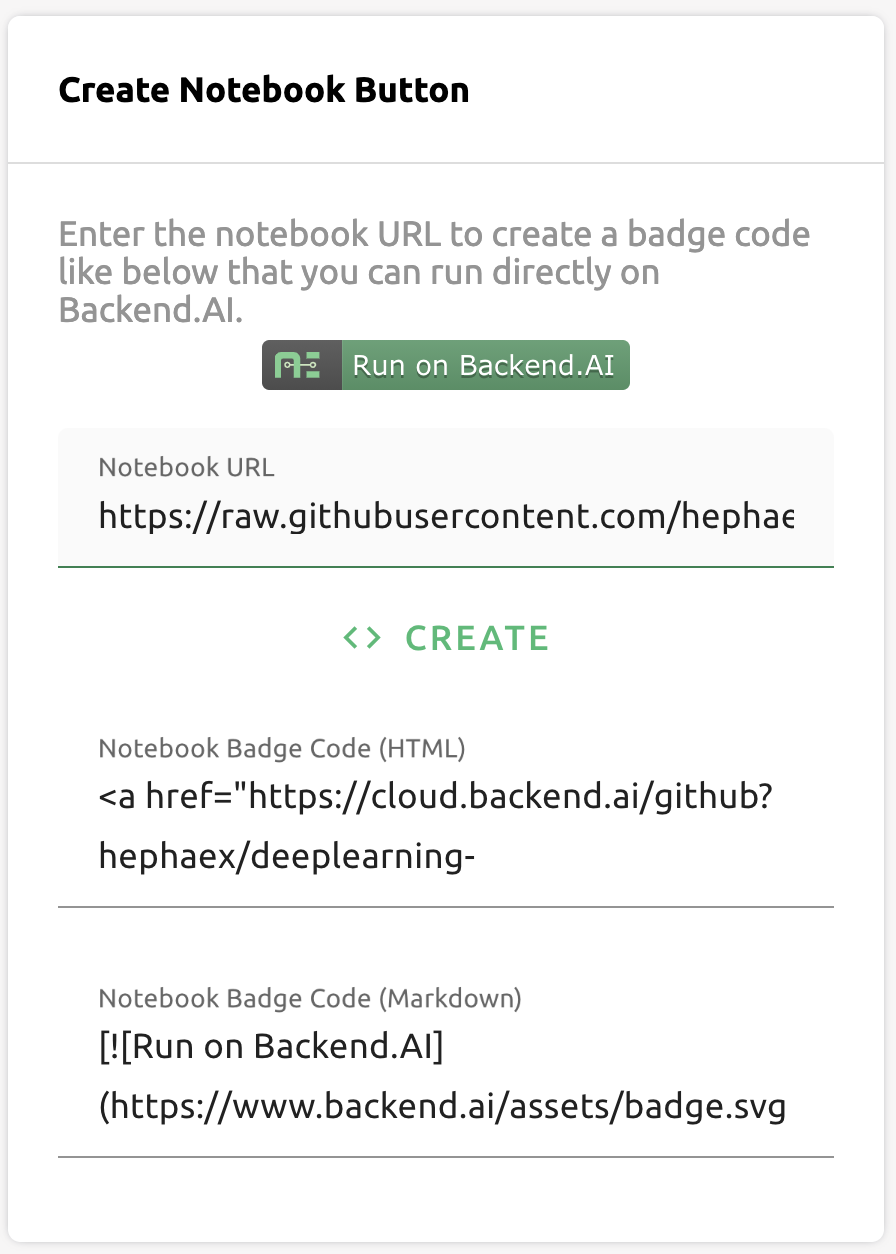 Create Notebook Button
Enter the notebook URL to create a badge code
like below that you can run directly on
Backend.AI.
Run on Backend.AI
Notebook URL
https://raw.githubusercontent.com/hephae
<> CREATE
Notebook Badge Code (HTML)
<a href="https://cloud.backend.ai/github?
hephaex/deeplearning-
Notebook Badge Code (Markdown)
[![Run on Backend.AI]
(https://www.backend.ai/assets/badge.svg